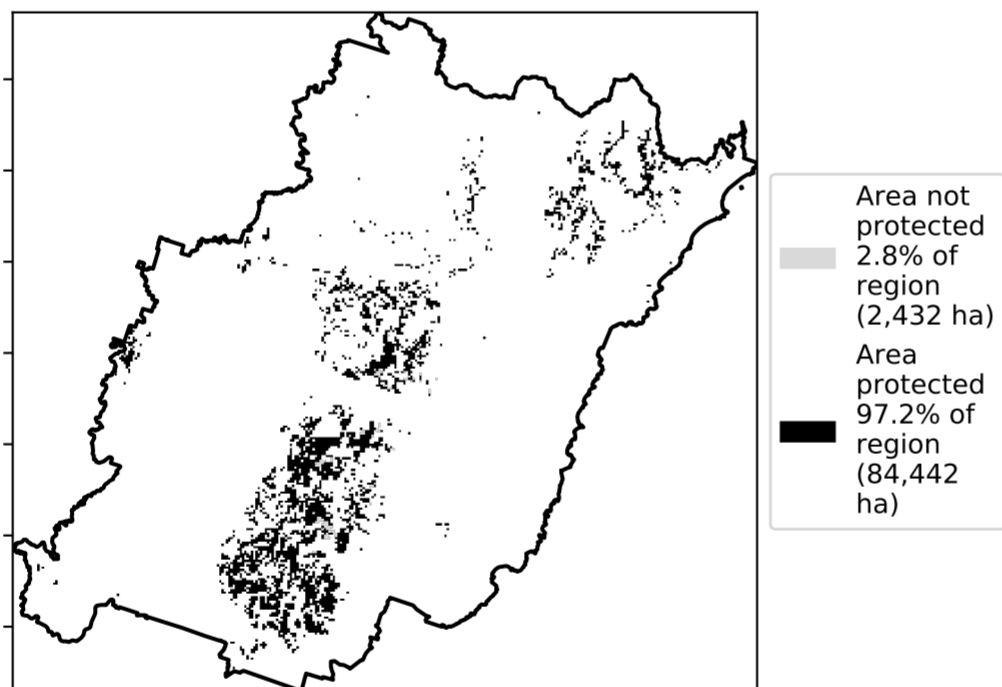 Area not
protected
2.8% of
region
(2,432 ha)
Area
protected
97.2% of
region
(84,442
ha)